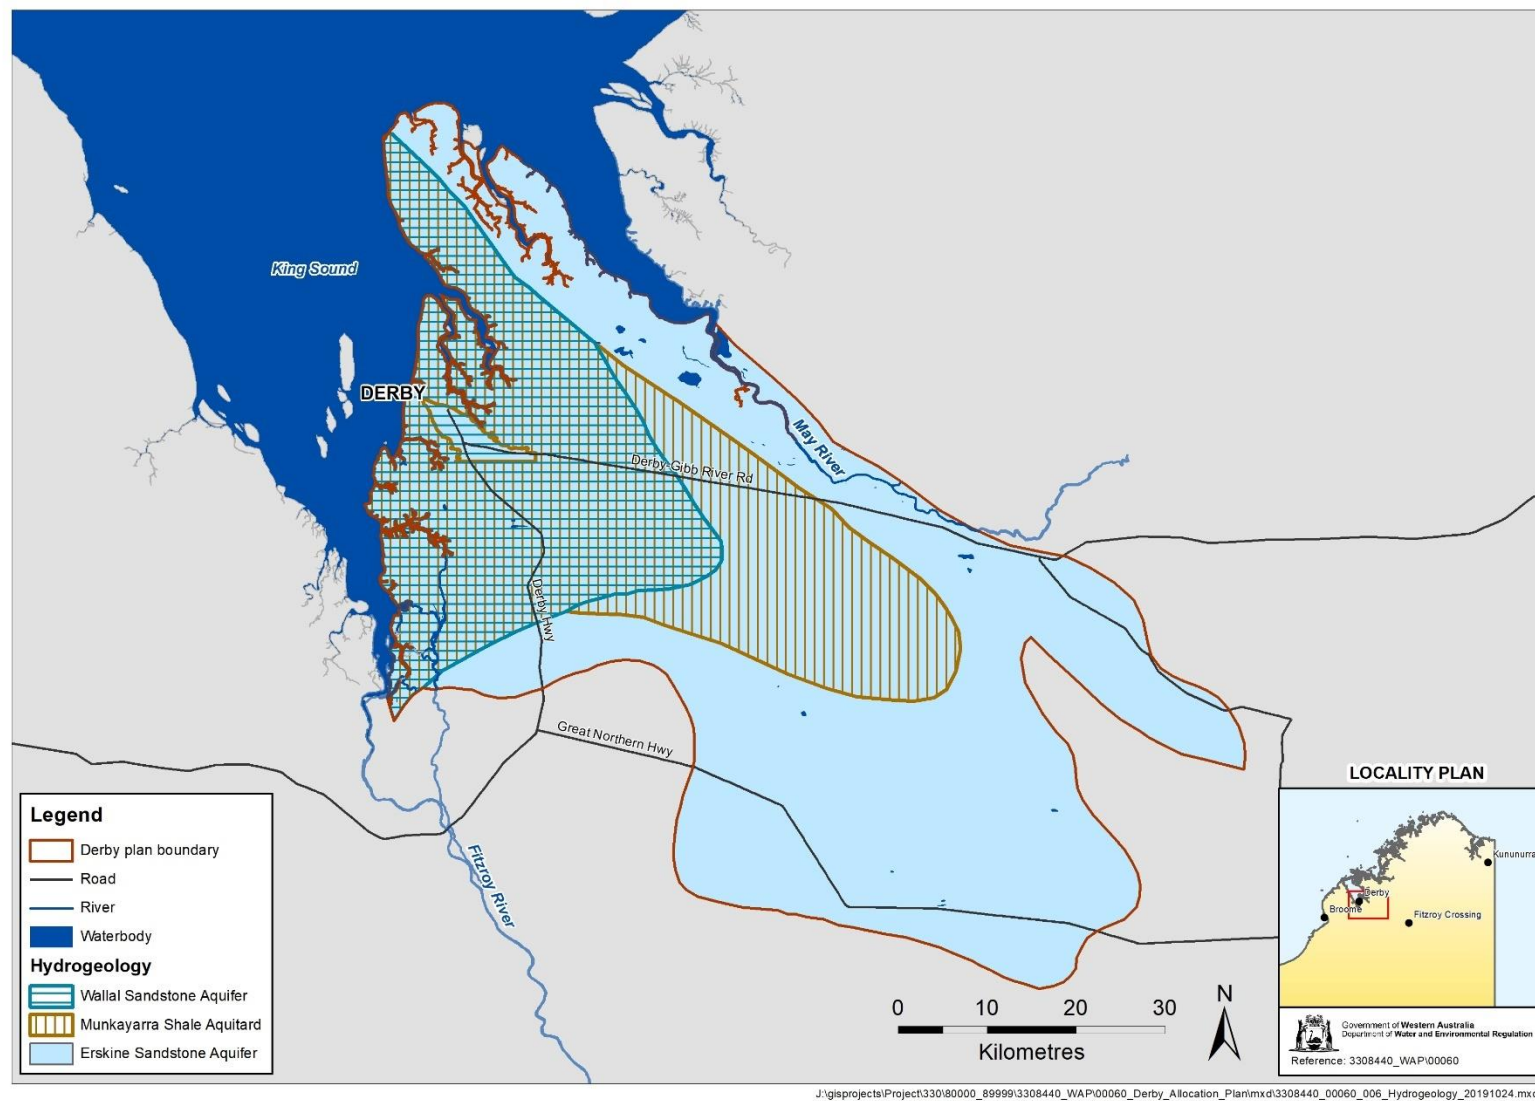 King Sound
DERBY
May River
Derby-Gibb River Rd
Derby Hwy
Great Northern Hwy
Fitzroy River
Legend
Derby plan boundary
Road
River
Waterbody
Hydrogeology
Wallal Sandstone Aquifer
Munkayarra Shale Aquitard
Erskine Sandstone Aquifer
0 10 20 30
Kilometres
N
LOCALITY PLAN
Kununurra
Derby
Broome
Fitzroy Crossing
Government of Western Australia
Department of Water and Environmental Regulation
Reference: 3308440_WAP\00060
J:\gisprojects\Project\330\80000_89999\3308440_WAP\00060_Derby_Allocation_Plan\mxd\3308440_00060_006_Hydrogeology_20191024.mxd